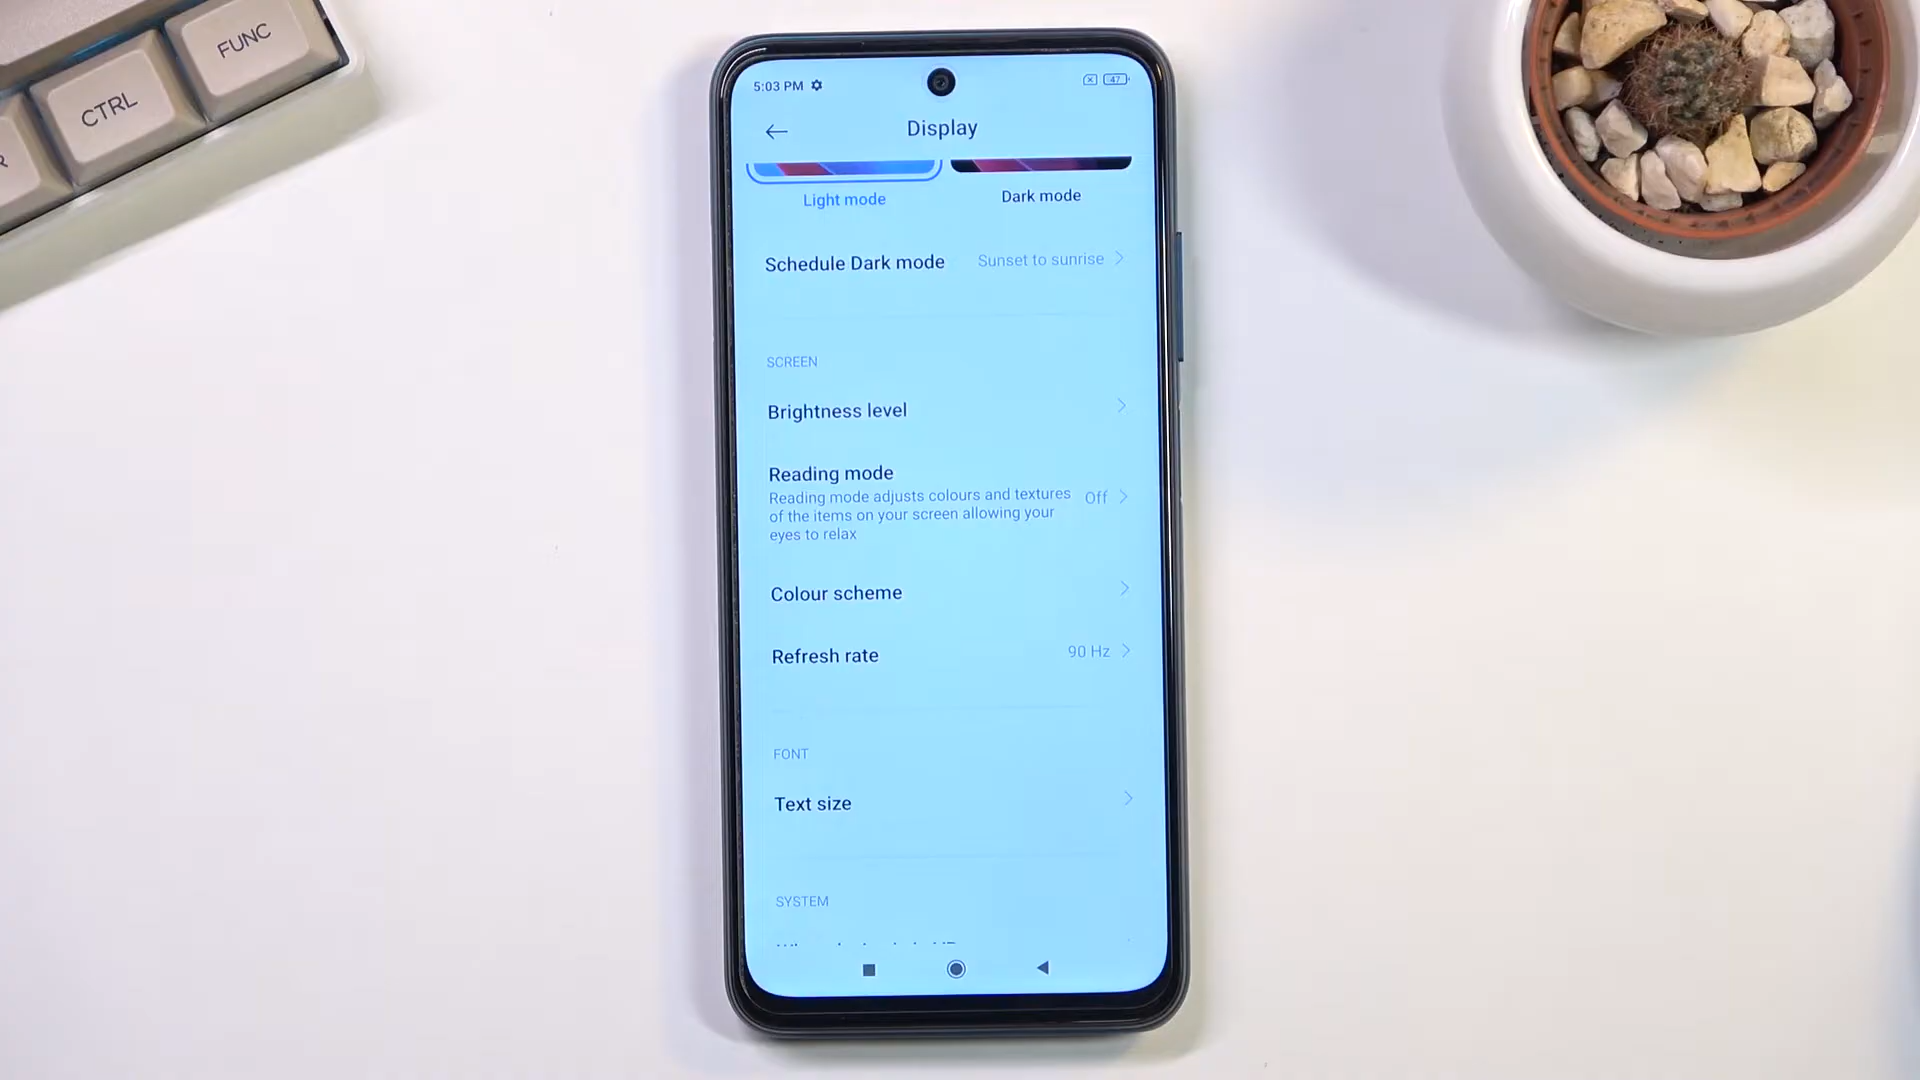 FUNC
CTRL
R
5:03 PM
47
Display
Light mode
Dark mode
Schedule Dark mode
Sunset to sunrise
SCREEN
Brightness level
Reading mode
Reading mode adjusts colours and textures
of the items on your screen allowing your
eyes to relax
Off
Colour scheme
Refresh rate
90 Hz
FONT
Text size
SYSTEM